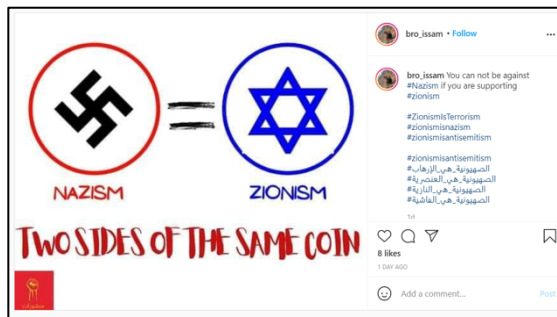 NAZISM
ZIONISM
TWO SIDES OF THE SAME COIN
bro_issam • Follow
bro_issam You can not be against
#Nazism if you are supporting
#zionism
#ZionismIsTerrorism
#zionismisnazism
#zionismisantisemitism
#zionismisantisemitism
#الصهيونية_هي_الإرهاب
#الصهيونية_هي_العنصرية
#الصهيونية_هي_النازية
#الصهيونية_هي_الفاشية
1d
8 likes
1 DAY AGO
Add a comment...
Post